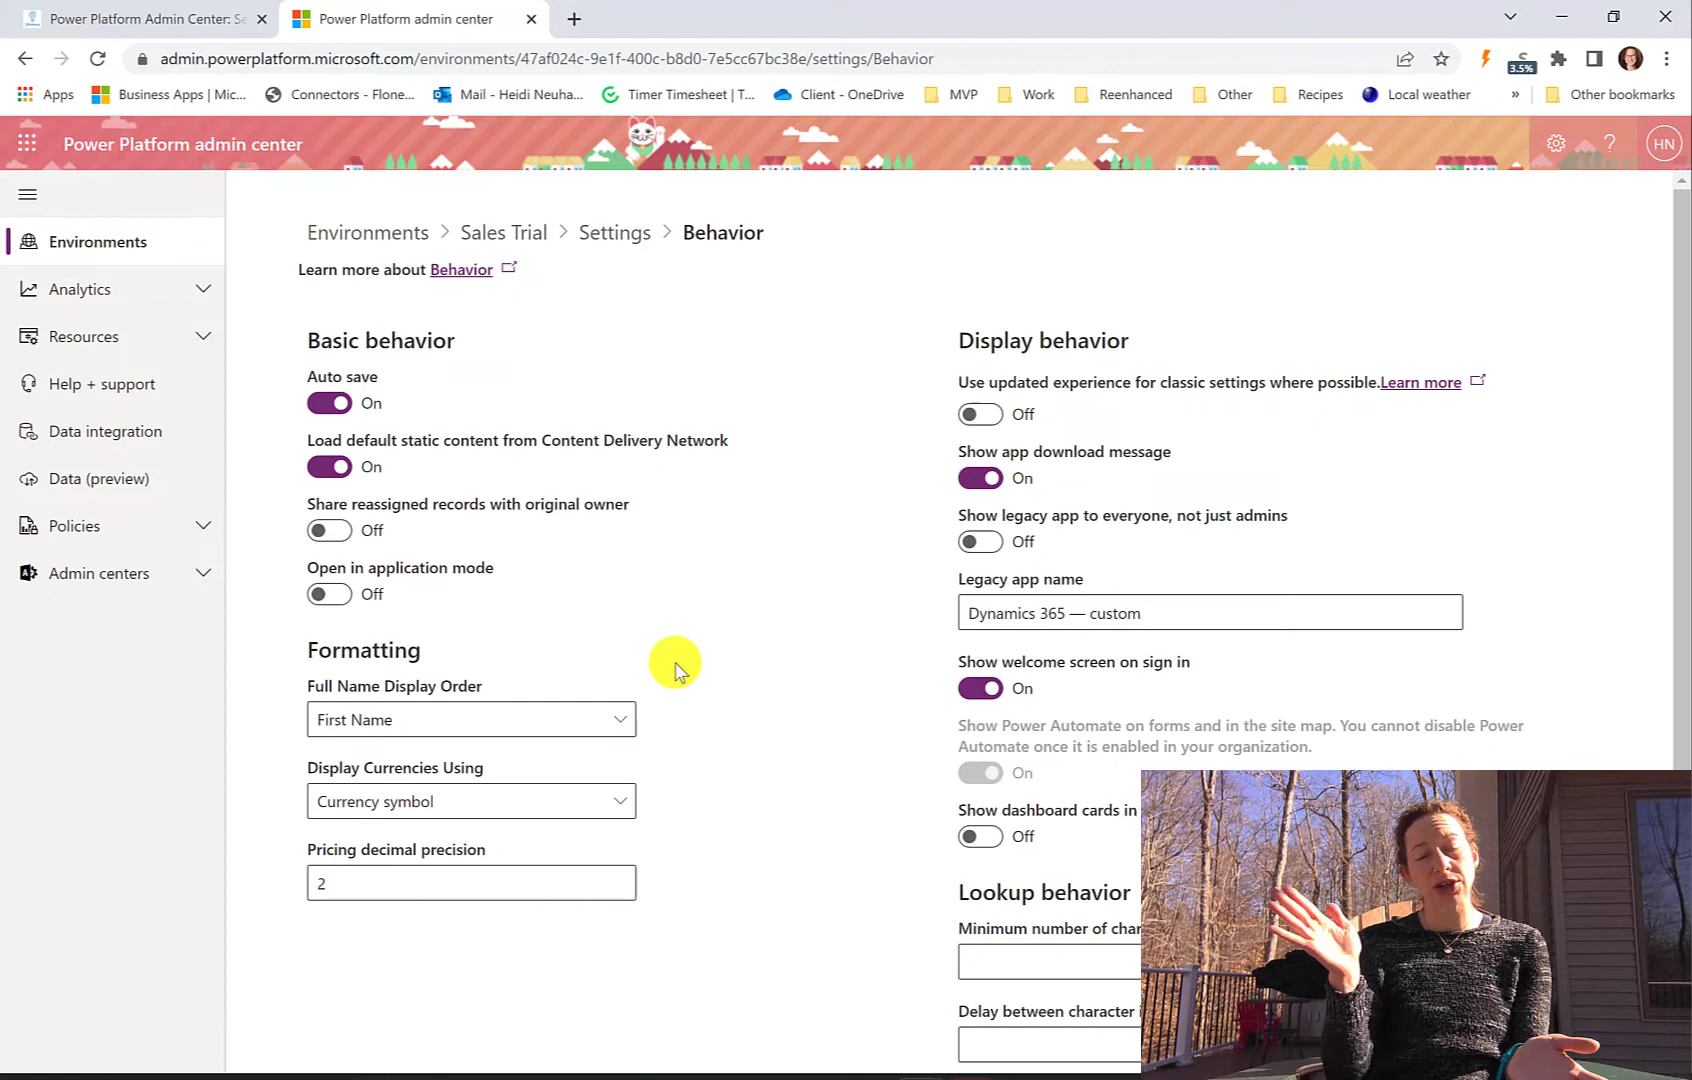 Power Platform Admin Center: Se
Power Platform admin center
admin.powerplatform.microsoft.com/environments/47af024c-9e1f-400c-b8d0-7e5cc67bc38e/settings/Behavior
3.5%
Apps
Business Apps | Mic...
Connectors - Flone...
Mail - Heidi Neuha...
Timer Timesheet | T...
Client - OneDrive
MVP
Work
Reenhanced
Other
Recipes
Local weather
»
Other bookmarks
Power Platform admin center
?
HN
Environments
Analytics
Resources
Help + support
Data integration
Data (preview)
Policies
Admin centers
Environments > Sales Trial > Settings > Behavior
Learn more about Behavior
Basic behavior
Auto save
On
Load default static content from Content Delivery Network
On
Share reassigned records with original owner
Off
Open in application mode
Off
Formatting
Full Name Display Order
First Name
Display Currencies Using
Currency symbol
Pricing decimal precision
2
Display behavior
Use updated experience for classic settings where possible.Learn more
Off
Show app download message
On
Show legacy app to everyone, not just admins
Off
Legacy app name
Dynamics 365 — custom
Show welcome screen on sign in
On
Show Power Automate on forms and in the site map. You cannot disable Power
Automate once it is enabled in your organization.
On
Show dashboard cards in
Off
Lookup behavior
Minimum number of char
Delay between character i